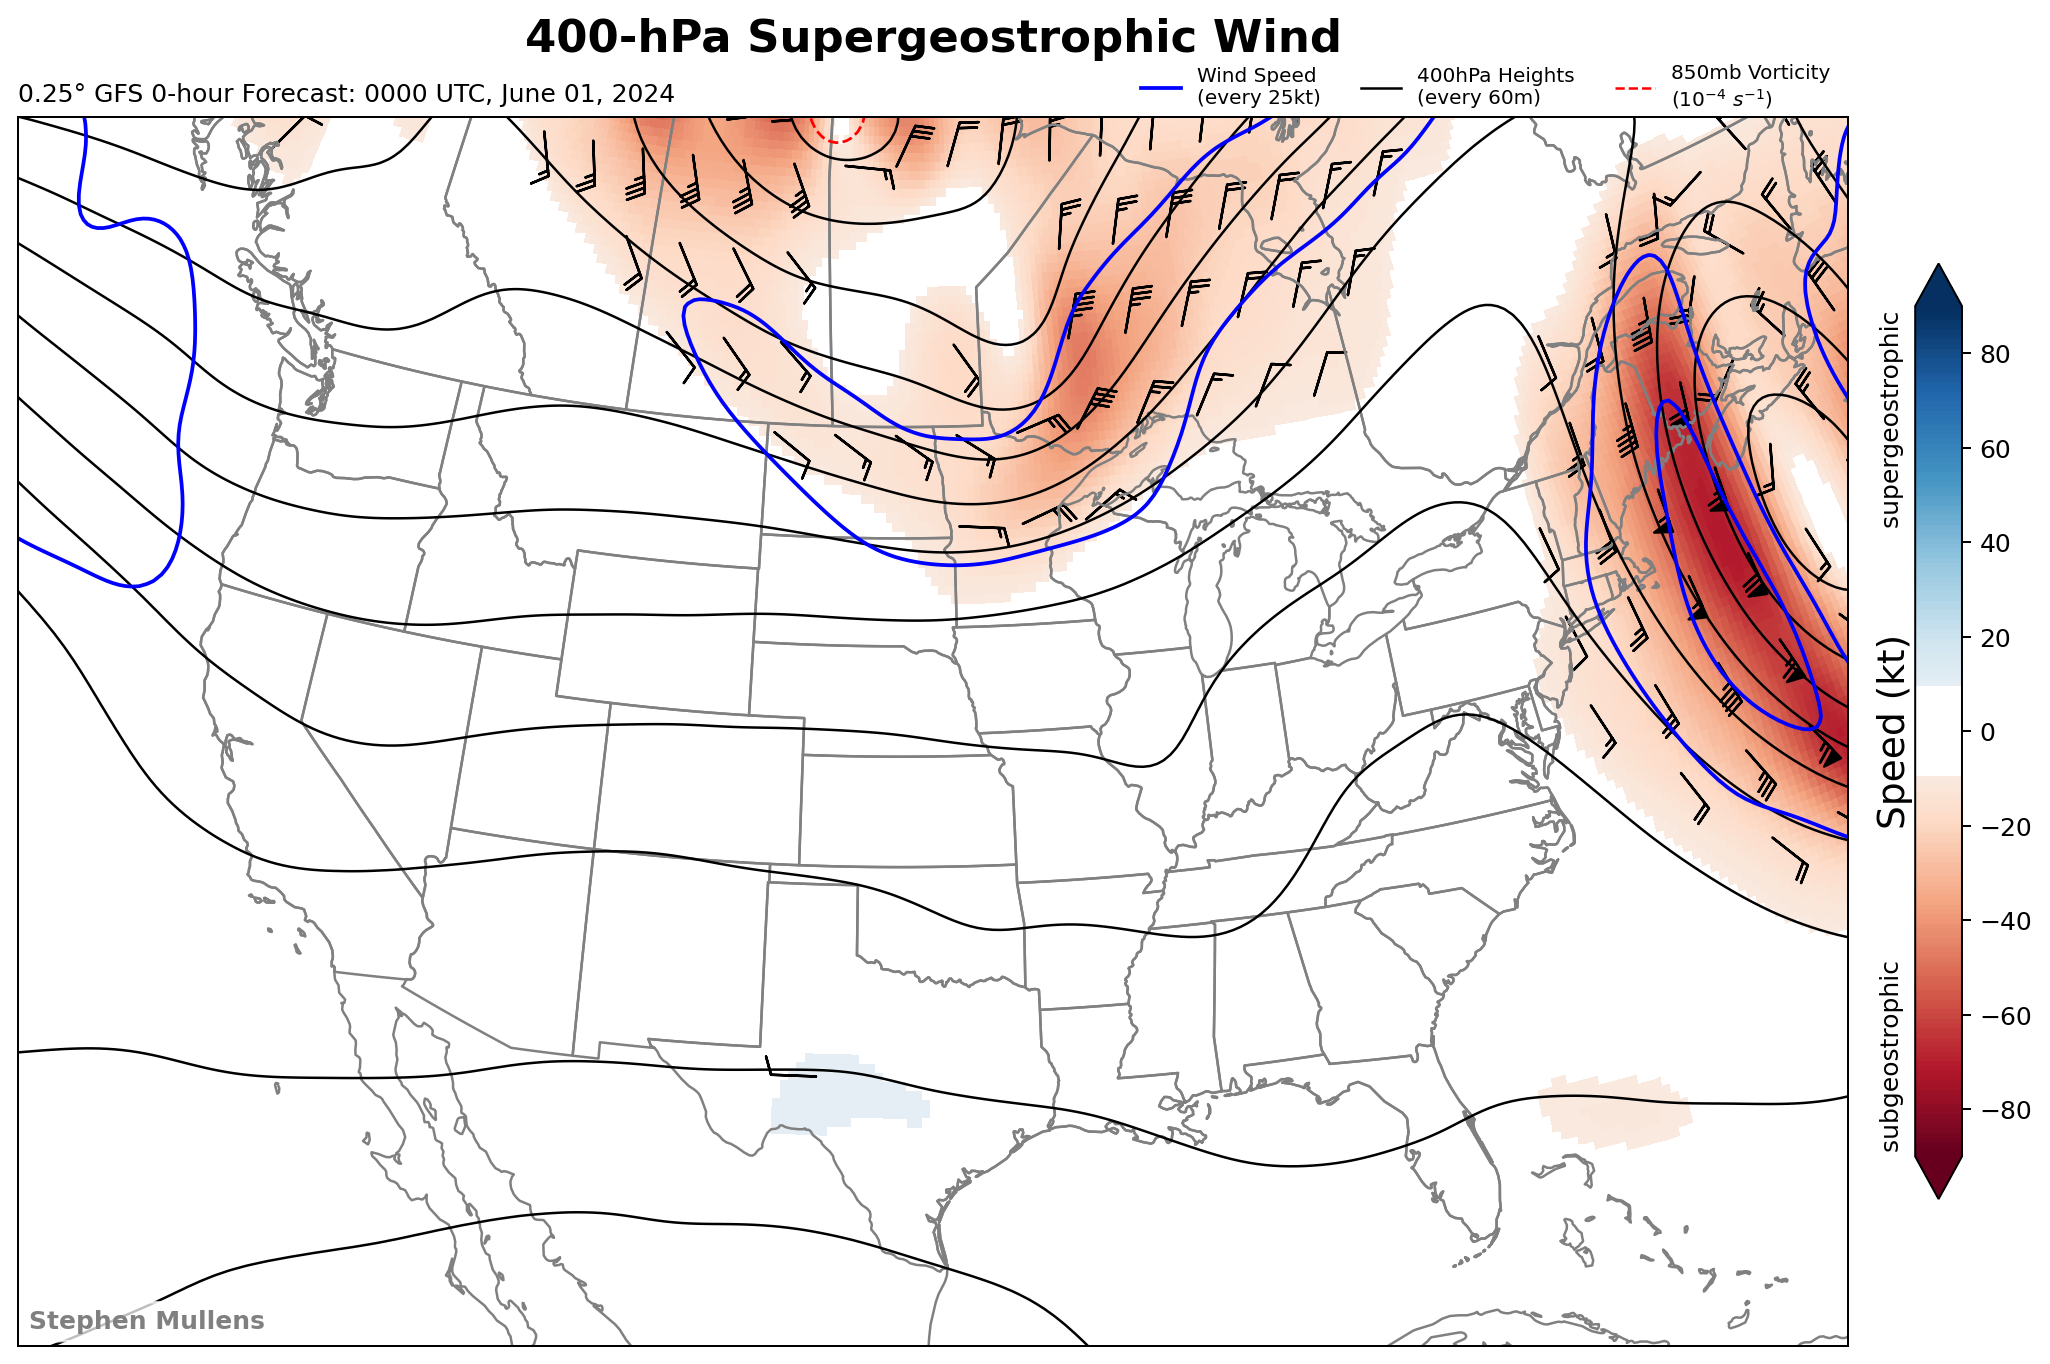 400-hPa Supergeostrophic Wind
0.25° GFS 0-hour Forecast: 0000 UTC, June 01, 2024
Wind Speed
(every 25kt)
400hPa Heights
(every 60m)
850mb Vorticity
(10⁻⁴ s⁻¹)
supergeostrophic
Speed (kt)
subgeostrophic
80
60
40
20
0
−20
−40
−60
−80
Stephen Mullens